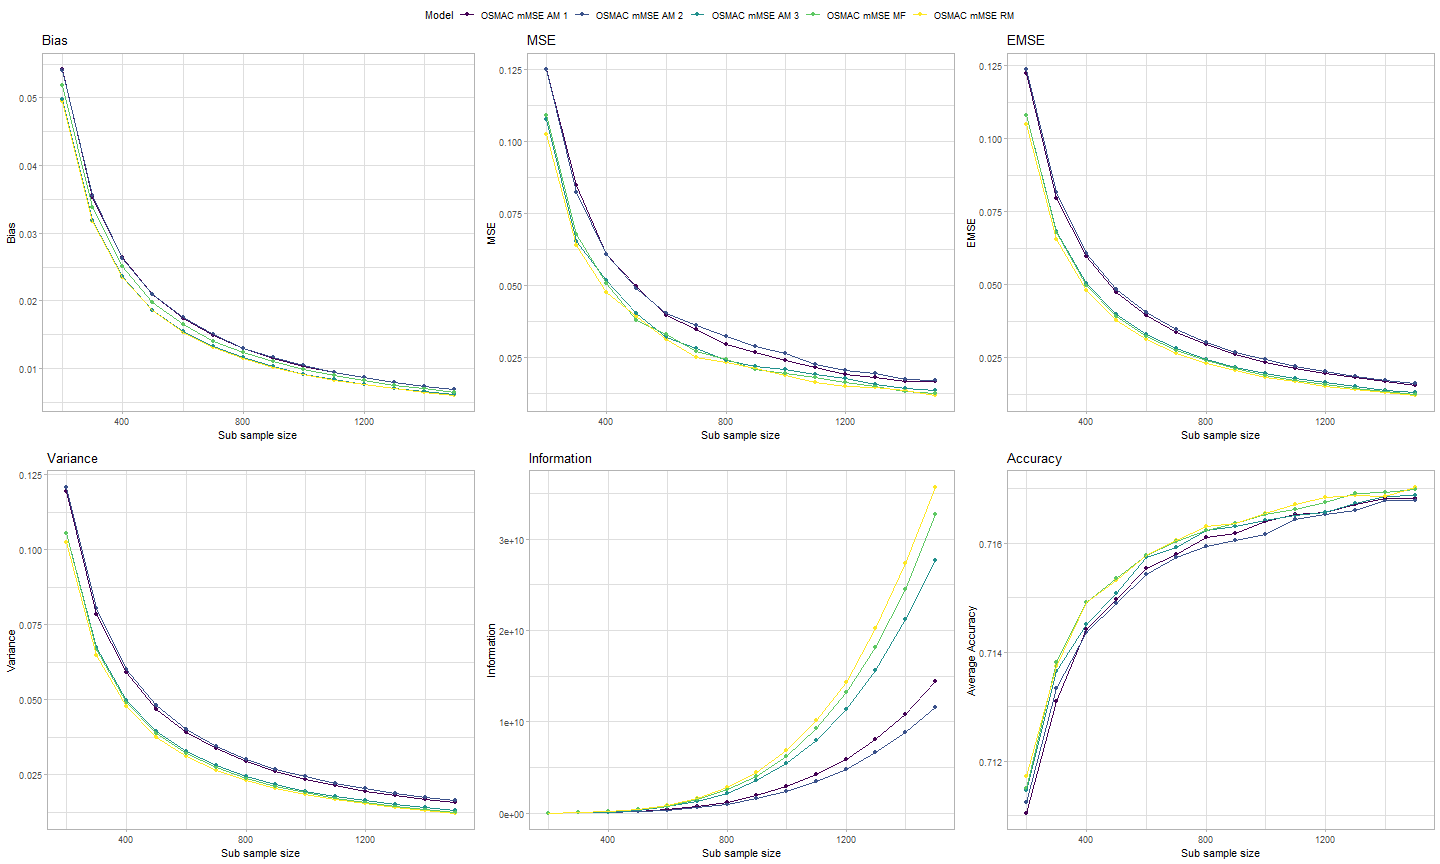 Model OSMAC mMSE AM 1 OSMAC mMSE AM 2 OSMAC mMSE AM 3 OSMAC mMSE MF OSMAC mMSE RM
Bias
0.05
0.04
0.03
0.02
0.01
Bias
400 800 1200
Sub sample size
MSE
0.125
0.100
0.075
0.050
0.025
MSE
400 800 1200
Sub sample size
EMSE
0.125
0.100
0.075
0.050
0.025
EMSE
400 800 1200
Sub sample size
Variance
0.125
0.100
0.075
0.050
0.025
Variance
400 800 1200
Sub sample size
Information
3e+10
2e+10
1e+10
0e+00
Information
400 800 1200
Sub sample size
Accuracy
0.716
0.714
0.712
Average Accuracy
400 800 1200
Sub sample size